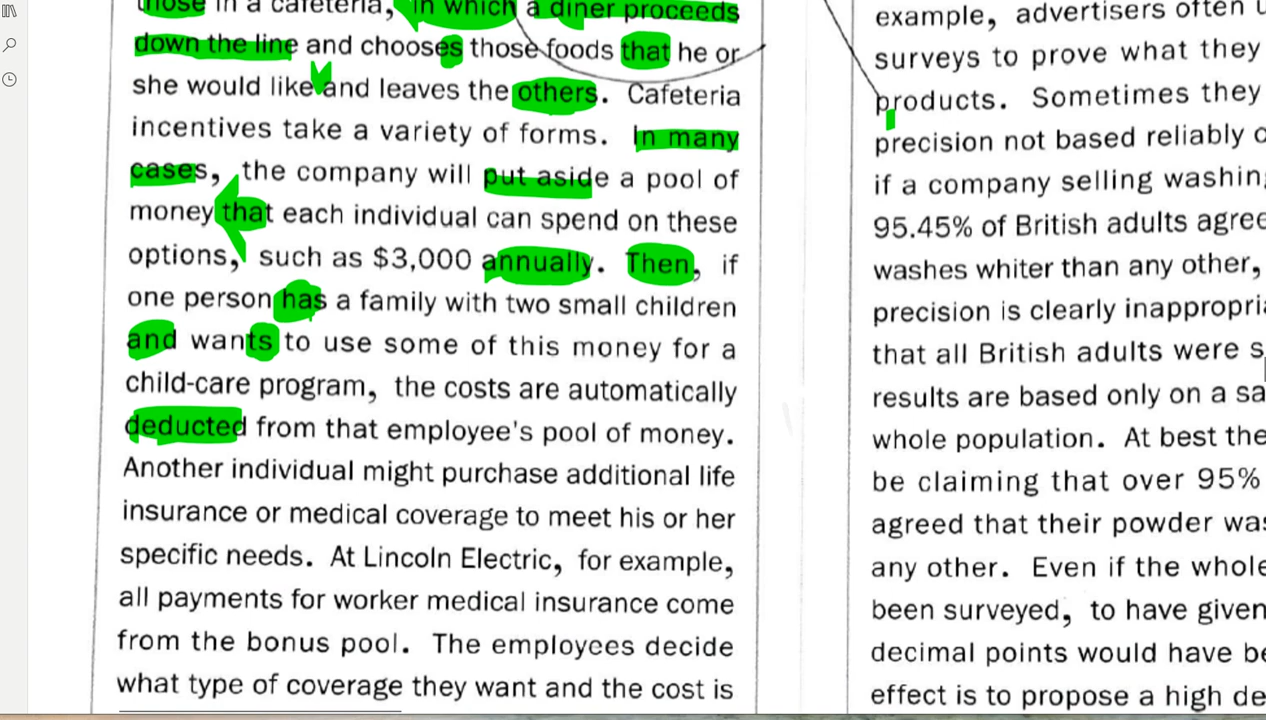 those in a cafeteria, in which a diner proceeds
down the line and chooses those foods that he or
she would like and leaves the others. Cafeteria
incentives take a variety of forms. In many
cases, the company will put aside a pool of
money that each individual can spend on these
options, such as $3,000 annually. Then, if
one person has a family with two small children
and wants to use some of this money for a
child-care program, the costs are automatically
deducted from that employee's pool of money.
Another individual might purchase additional life
insurance or medical coverage to meet his or her
specific needs. At Lincoln Electric, for example,
all payments for worker medical insurance come
from the bonus pool. The employees decide
what type of coverage they want and the cost is
example, advertisers often
surveys to prove what they
products. Sometimes they
precision not based reliably
if a company selling
95.45% of British adults
washes whiter than any other,
precision is clearly
that all British adults were
results are based only on a
whole population. At best
be claiming that over 95%
agreed that their powder
any other. Even if the
been surveyed, to have
decimal points would have
effect is to propose a high